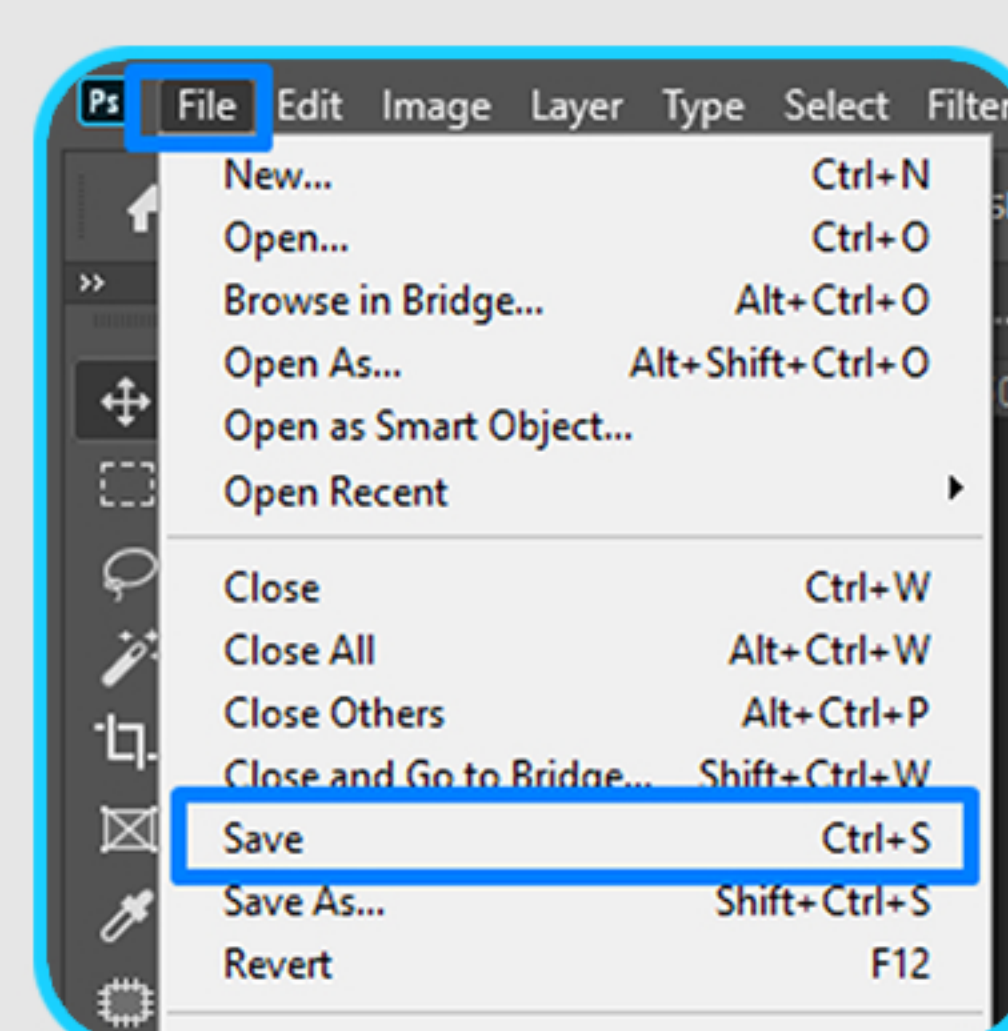 Ps File Edit Image Layer Type Select Filter
New... Ctrl+N
Open... Ctrl+O
Browse in Bridge... Alt+Ctrl+O
Open As... Alt+Shift+Ctrl+O
Open as Smart Object...
Open Recent
Close Ctrl+W
Close All Alt+Ctrl+W
Close Others Alt+Ctrl+P
Close and Go to Bridge... Shift+Ctrl+W
Save Ctrl+S
Save As... Shift+Ctrl+S
Revert F12